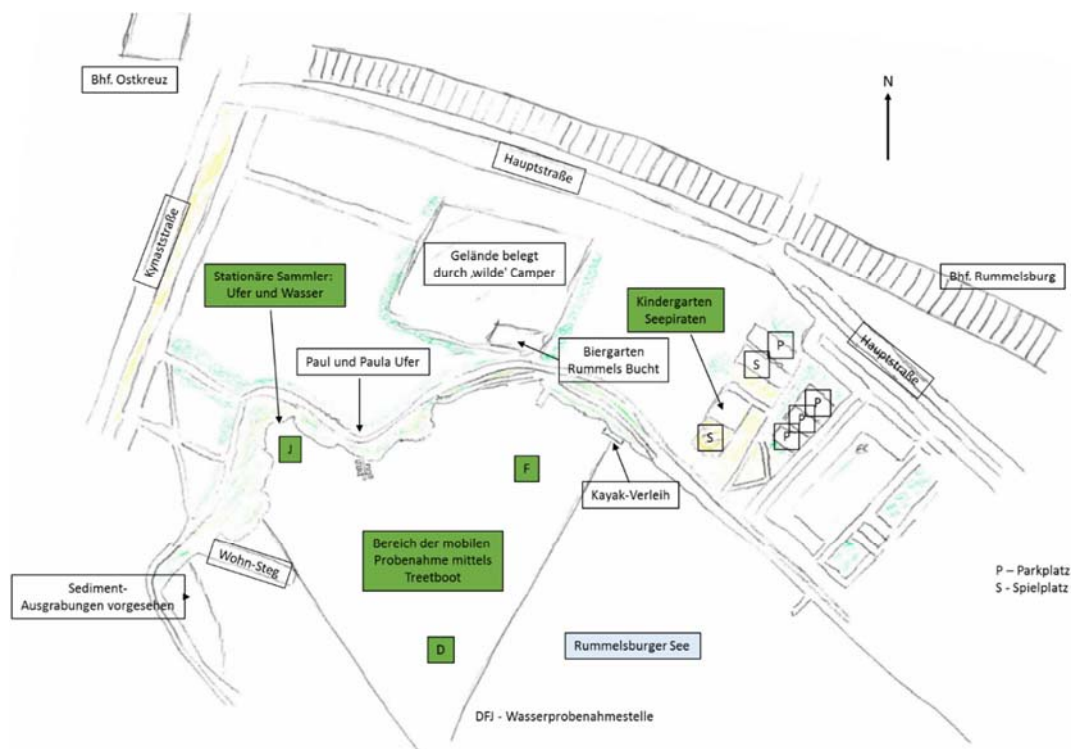 Bhf. Ostkreuz
N
Hauptstraße
Kynaststraße
Gelände belegt
durch ‚wilde' Camper
Bhf. Rummelsburg
Stationäre Sammler:
Ufer und Wasser
Kindergarten
Seepiraten
Hauptstraße
Paul und Paula Ufer
Biergarten
Rummels Bucht
P
S
P
P
P
S
J
F
Kayak-Verleih
Wohn-Steg
Bereich der mobilen
Probenahme mittels
Treetboot
Sediment-
Ausgrabungen vorgesehen
P – Parkplatz
S - Spielplatz
D
Rummelsburger See
DFJ - Wasserprobenahmestelle